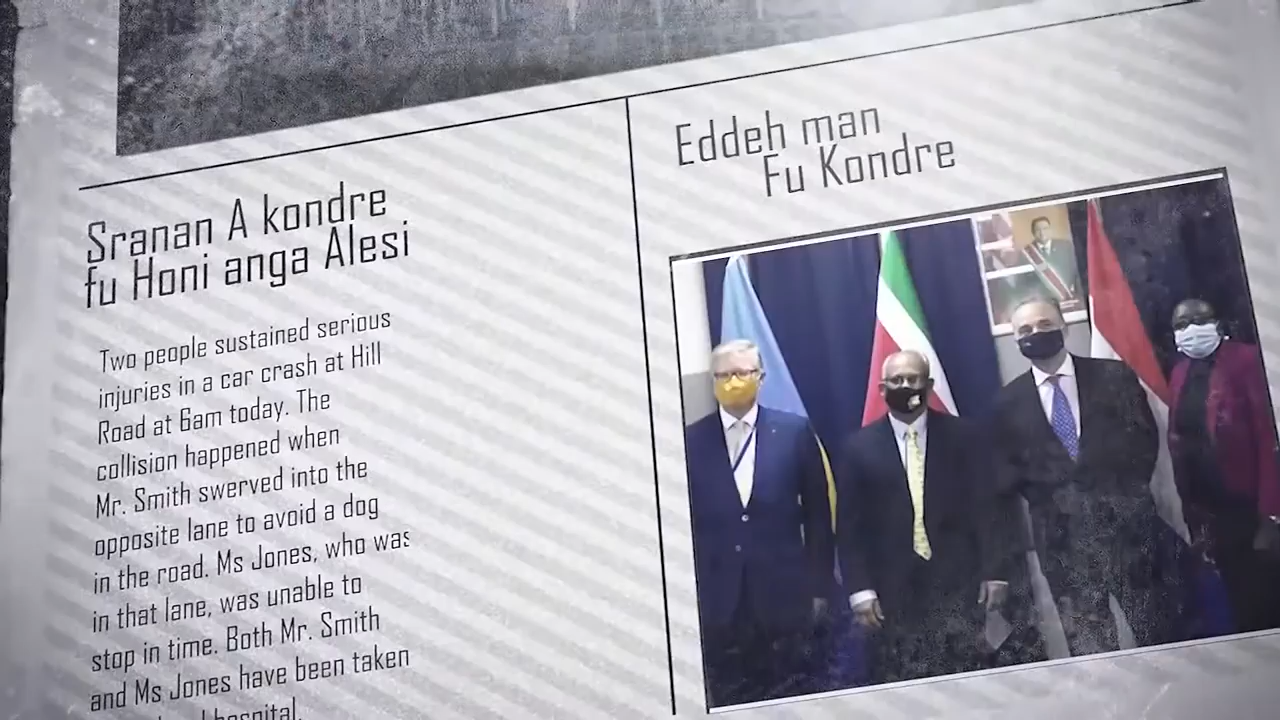 Sranan A kondre
fu Honi anga Alesi
Two people sustained serious
injuries in a car crash at Hill
Road at 6am today. The
collision happened when
Mr. Smith swerved into the
opposite lane to avoid a dog
in the road. Ms Jones, who was
in that lane, was unable to
stop in time. Both Mr. Smith
and Ms Jones have been taken
hospital.
Eddeh man
Fu Kondre